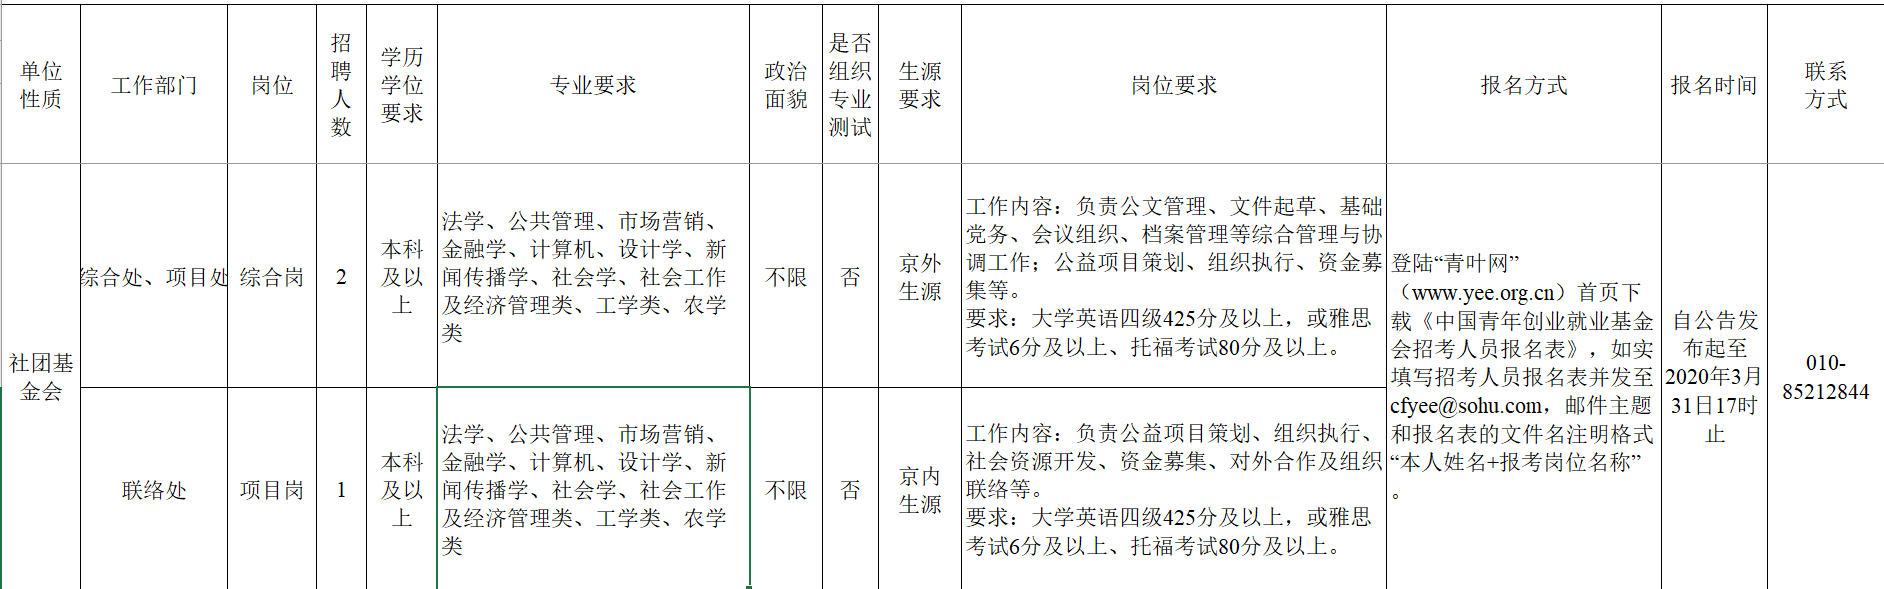 单位
性质
工作部门
岗位
招
聘
人
数
学历
学位
要求
专业要求
政治
面貌
是否
组织
专业
测试
生源
要求
岗位要求
报名方式
报名时间
联系
方式
社团基
金会
综合处、项目处
综合岗
2
本科
及以
上
法学、公共管理、市场营销、
金融学、计算机、设计学、新
闻传播学、社会学、社会工作
及经济管理类、工学类、农学
类
不限
否
京外
生源
工作内容：负责公文管理、文件起草、基础
党务、会议组织、档案管理等综合管理与协
调工作；公益项目策划、组织执行、资金募
集等。
要求：大学英语四级425分及以上，或雅思
考试6分及以上、托福考试80分及以上。
登陆“青叶网”
（www.yee.org.cn）首页下
载《中国青年创业就业基金
会招考人员报名表》，如实
填写招考人员报名表并发至
cfyee@sohu.com，邮件主题
和报名表的文件名注明格式
“本人姓名+报考岗位名称”
。
自公告发
布起至
2020年3月
31日17时
止
010-
85212844
联络处
项目岗
1
本科
及以
上
法学、公共管理、市场营销、
金融学、计算机、设计学、新
闻传播学、社会学、社会工作
及经济管理类、工学类、农学
类
不限
否
京内
生源
工作内容：负责公益项目策划、组织执行、
社会资源开发、资金募集、对外合作及组织
联络等。
要求：大学英语四级425分及以上，或雅思
考试6分及以上、托福考试80分及以上。